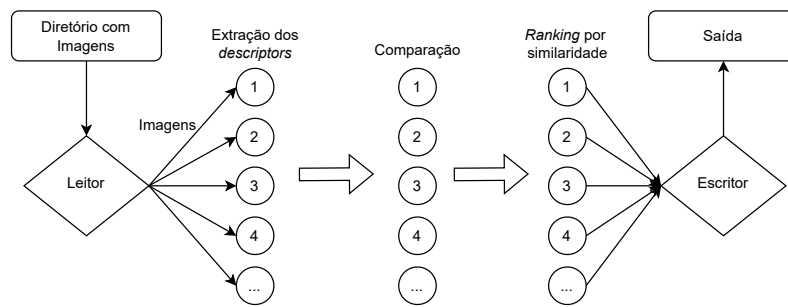 Diretório com
Imagens
Extração dos
descriptors
Comparação
Ranking por
similaridade
Saída
Imagens
Leitor
Escritor
1
2
3
4
...
1
2
3
4
...
1
2
3
4
...